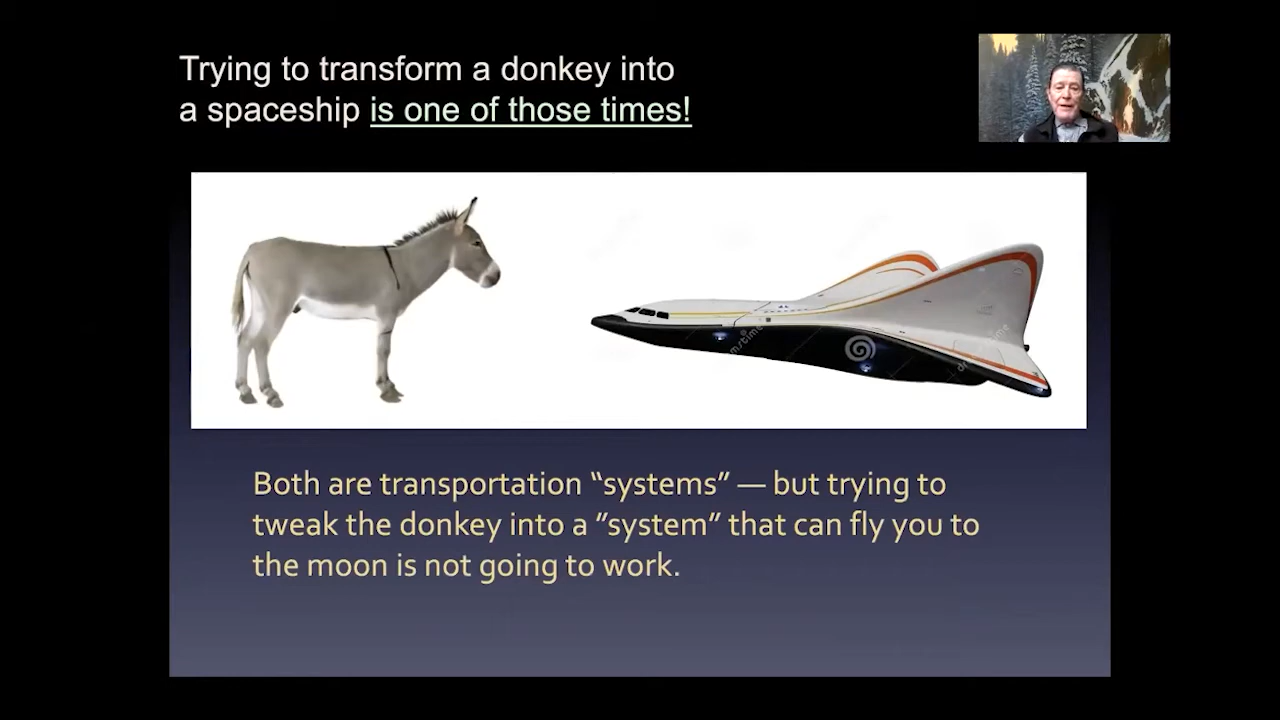 Trying to transform a donkey into
a spaceship is one of those times!
Both are transportation “systems” — but trying to
tweak the donkey into a ”system” that can fly you to
the moon is not going to work.